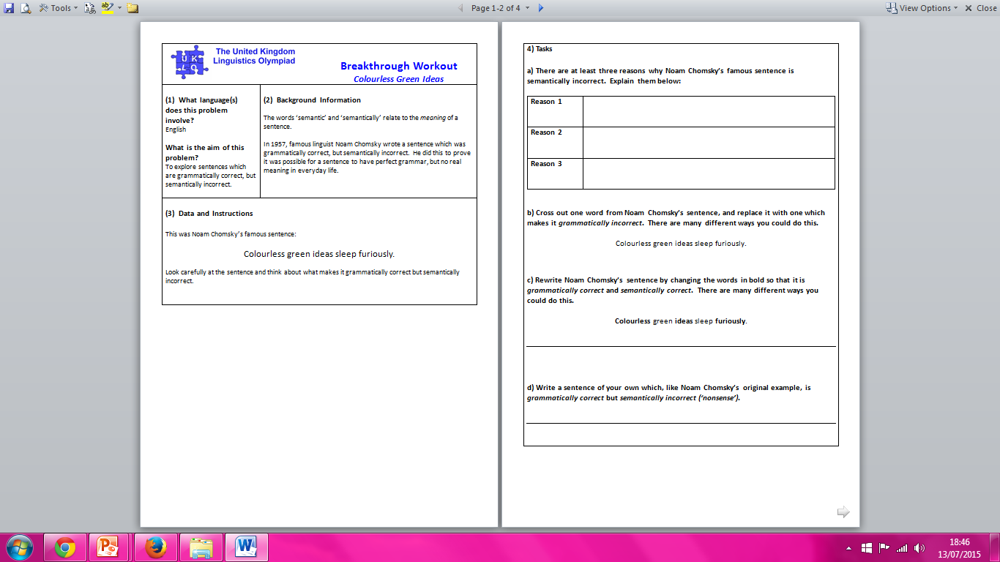 Tools
Page 1-2 of 4
View Options
Close
UK
LO
The United Kingdom
Linguistics Olympiad
Breakthrough Workout
Colourless Green Ideas
(1) What language(s)
does this problem
involve?
English
What is the aim of this
problem?
To explore sentences which
are grammatically correct, but
semantically incorrect.
(2) Background Information
The words ‘semantic’ and ‘semantically’ relate to the meaning of a
sentence.
In 1957, famous linguist Noam Chomsky wrote a sentence which was
grammatically correct, but semantically incorrect. He did this to prove
it was possible for a sentence to have perfect grammar, but no real
meaning in everyday life.
(3) Data and Instructions
This was Noam Chomsky’s famous sentence:
Colourless green ideas sleep furiously.
Look carefully at the sentence and think about what makes it grammatically correct but semantically
incorrect.
4) Tasks
a) There are at least three reasons why Noam Chomsky’s famous sentence is
semantically incorrect. Explain them below:
Reason 1
Reason 2
Reason 3
b) Cross out one word from Noam Chomsky’s sentence, and replace it with one which
makes it grammatically incorrect. There are many different ways you could do this.
Colourless green ideas sleep furiously.
c) Rewrite Noam Chomsky’s sentence by changing the words in bold so that it is
grammatically correct and semantically correct. There are many different ways you
could do this.
Colourless green ideas sleep furiously.
d) Write a sentence of your own which, like Noam Chomsky’s original example, is
grammatically correct but semantically incorrect (‘nonsense’).
18:46
13/07/2015